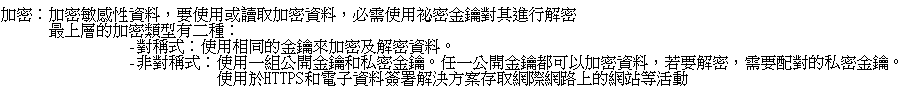 加密：加密敏感性資料，要使用或讀取加密資料，必需使用祕密金鑰對其進行解密
最上層的加密類型有二種：
-對稱式：使用相同的金鑰來加密及解密資料。
-非對稱式：使用一組公開金鑰和私密金鑰。任一公開金鑰都可以加密資料，若要解密，需要配對的私密金鑰。
使用於HTTPS和電子資料簽署解決方案存取網際網路上的網站等活動